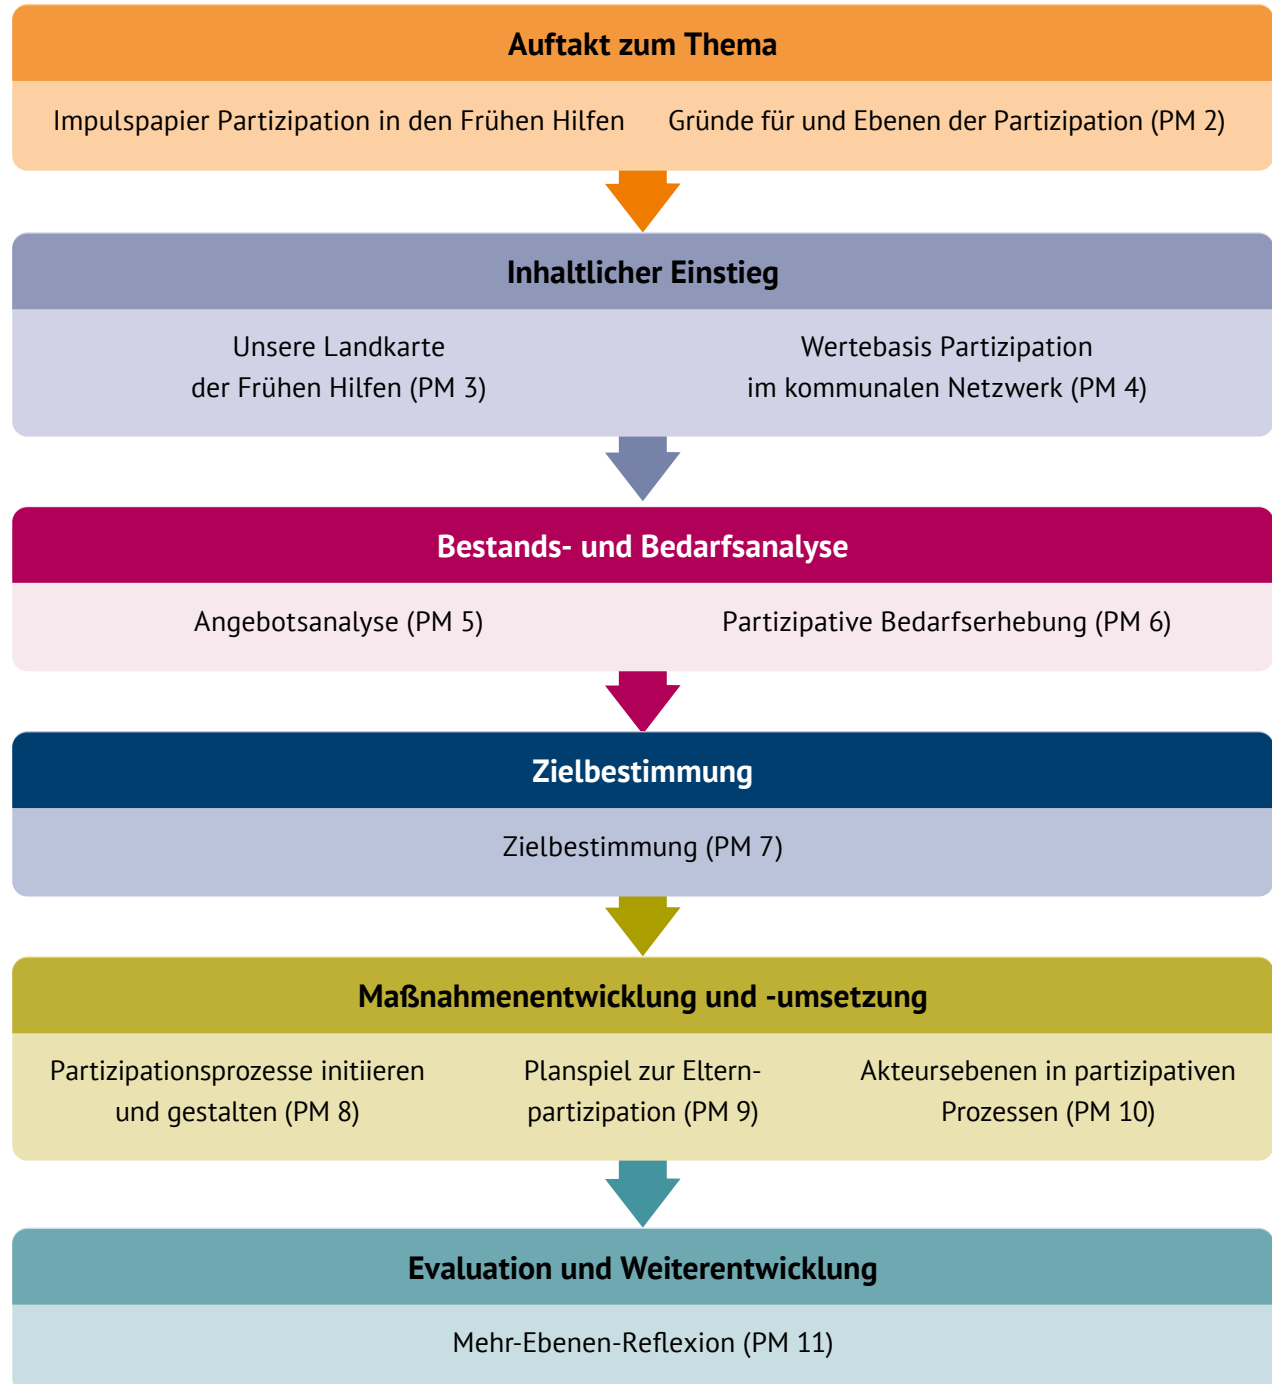 Auftakt zum Thema
Impulspapier Partizipation in den Frühen Hilfen
Gründe für und Ebenen der Partizipation (PM 2)
Inhaltlicher Einstieg
Unsere Landkarte
der Frühen Hilfen (PM 3)
Wertebasis Partizipation
im kommunalen Netzwerk (PM 4)
Bestands- und Bedarfsanalyse
Angebotsanalyse (PM 5)
Partizipative Bedarfserhebung (PM 6)
Zielbestimmung
Zielbestimmung (PM 7)
Maßnahmenentwicklung und -umsetzung
Partizipationsprozesse initiieren
und gestalten (PM 8)
Planspiel zur Eltern-
partizipation (PM 9)
Akteursebenen in partizipativen
Prozessen (PM 10)
Evaluation und Weiterentwicklung
Mehr-Ebenen-Reflexion (PM 11)